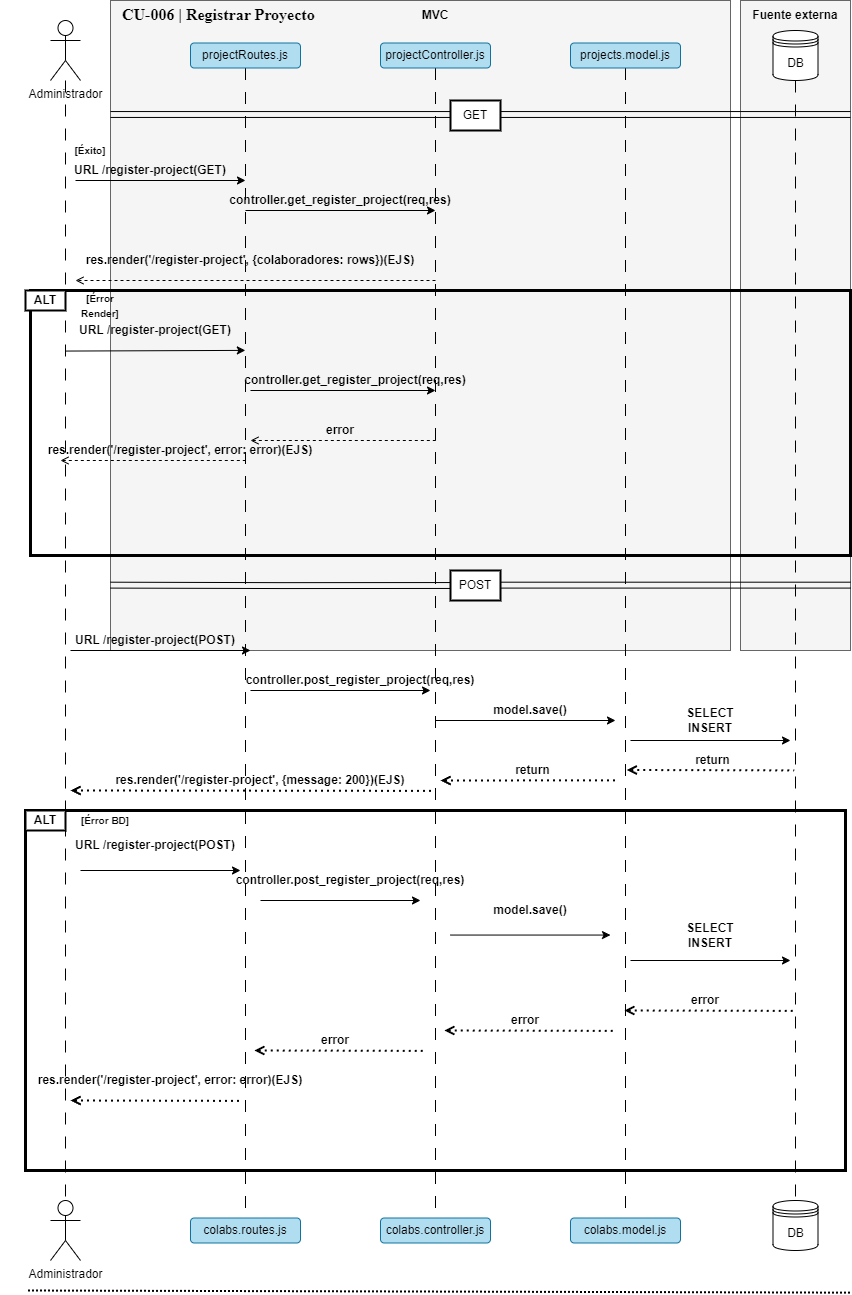 CU-006 | Registrar Proyecto
MVC
Fuente externa
projectRoutes.js
projectController.js
projects.model.js
DB
Administrador
GET
[Éxito]
URL /register-project(GET)
controller.get_register_project(req,res)
res.render('/register-project', {colaboradores: rows})(EJS)
ALT
[Érror
Render]
URL /register-project(GET)
controller.get_register_project(req,res)
error
res.render('/register-project', error: error)(EJS)
POST
URL /register-project(POST)
controller.post_register_project(req,res)
model.save()
SELECT
INSERT
return
return
res.render('/register-project', {message: 200})(EJS)
ALT
[Érror BD]
URL /register-project(POST)
controller.post_register_project(req,res)
model.save()
SELECT
INSERT
error
error
error
res.render('/register-project', error: error)(EJS)
colabs.routes.js
colabs.controller.js
colabs.model.js
DB
Administrador